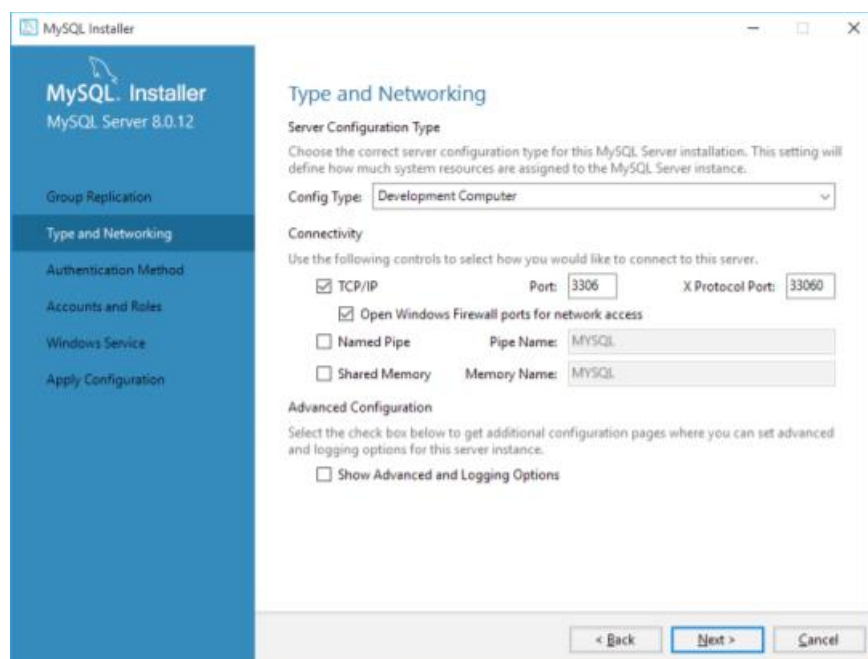 MySQL Installer
MySQL. Installer
MySQL Server 8.0.12
Group Replication
Type and Networking
Authentication Method
Accounts and Roles
Windows Service
Apply Configuration
Type and Networking
Server Configuration Type
Choose the correct server configuration type for this MySQL Server installation. This setting will
define how much system resources are assigned to the MySQL Server instance.
Config Type: Development Computer
Connectivity
Use the following controls to select how you would like to connect to this server.
TCP/IP Port: 3306 X Protocol Port: 33060
Open Windows Firewall ports for network access
Named Pipe Pipe Name: MYSQL
Shared Memory Memory Name: MYSQL
Advanced Configuration
Select the check box below to get additional configuration pages where you can set advanced
and logging options for this server instance.
Show Advanced and Logging Options
< Back Next > Cancel